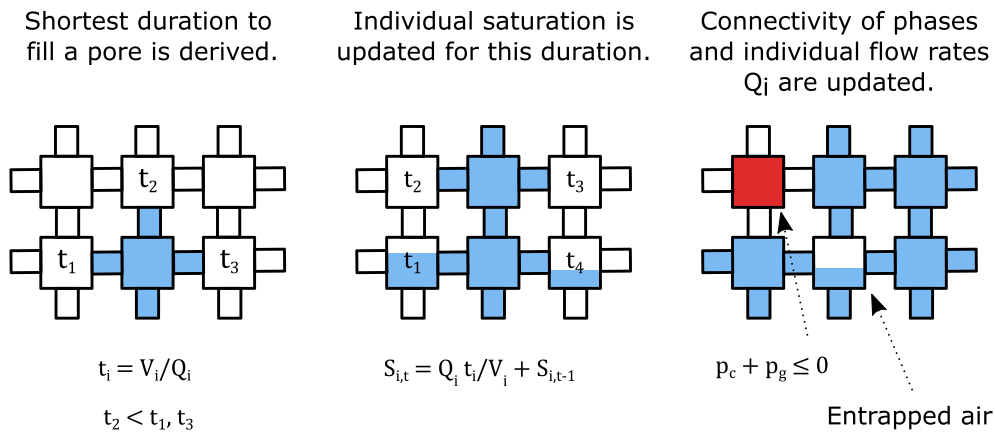 Shortest duration to
fill a pore is derived.
Individual saturation is
updated for this duration.
Connectivity of phases
and individual flow rates
Qi are updated.
t₂
t₁
t₃
t₂
t₃
t₁
t₄
tᵢ = Vᵢ/Qᵢ
t₂ < t₁, t₃
Sᵢ,ₜ = Qᵢ tᵢ/Vᵢ + Sᵢ,ₜ₋₁
p_c + p_g ≤ 0
Entrapped air